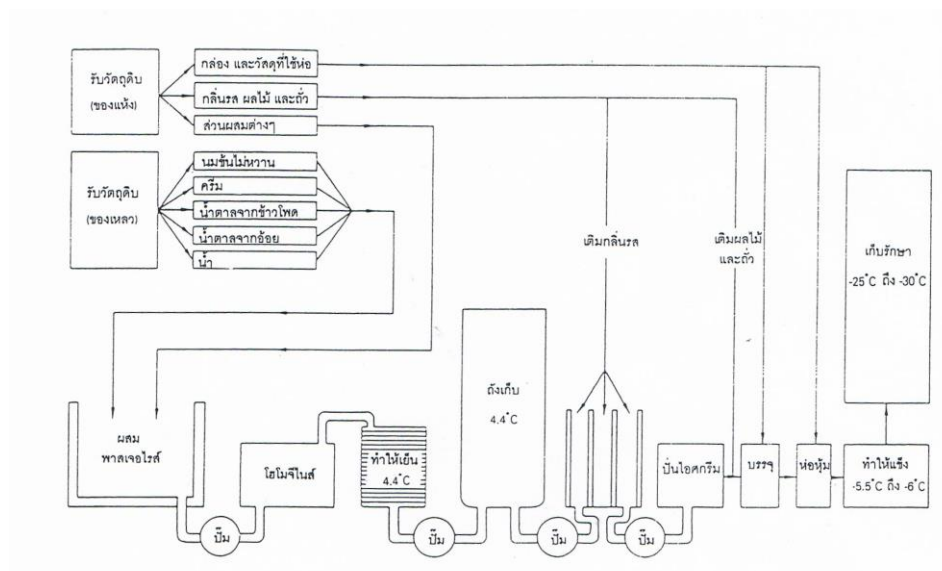 รับวัตถุดิบ
(ของแห้ง)
กล่อง และวัสดุที่ใช้ห่อ
กลิ่นรส ผลไม้ และถั่ว
ส่วนผสมต่างๆ
รับวัตถุดิบ
(ของเหลว)
นมข้นไม่หวาน
ครีม
น้ำตาลจากข้าวโพด
น้ำตาลจากอ้อย
น้ำ
เติมกลิ่นรส
เติมผลไม้
และถั่ว
เก็บรักษา
-25°C ถึง -30°C
ผสม
พาสเจอไรส์
ปั๊ม
โฮโมจีไนส์
ทำให้เย็น
4.4°C
ปั๊ม
ถังเก็บ
4.4°C
ปั๊ม
ปั๊ม
ปั่นไอศกรีม
บรรจุ
ห่อหุ้ม
ทำให้แข็ง
-5.5°C ถึง -6°C